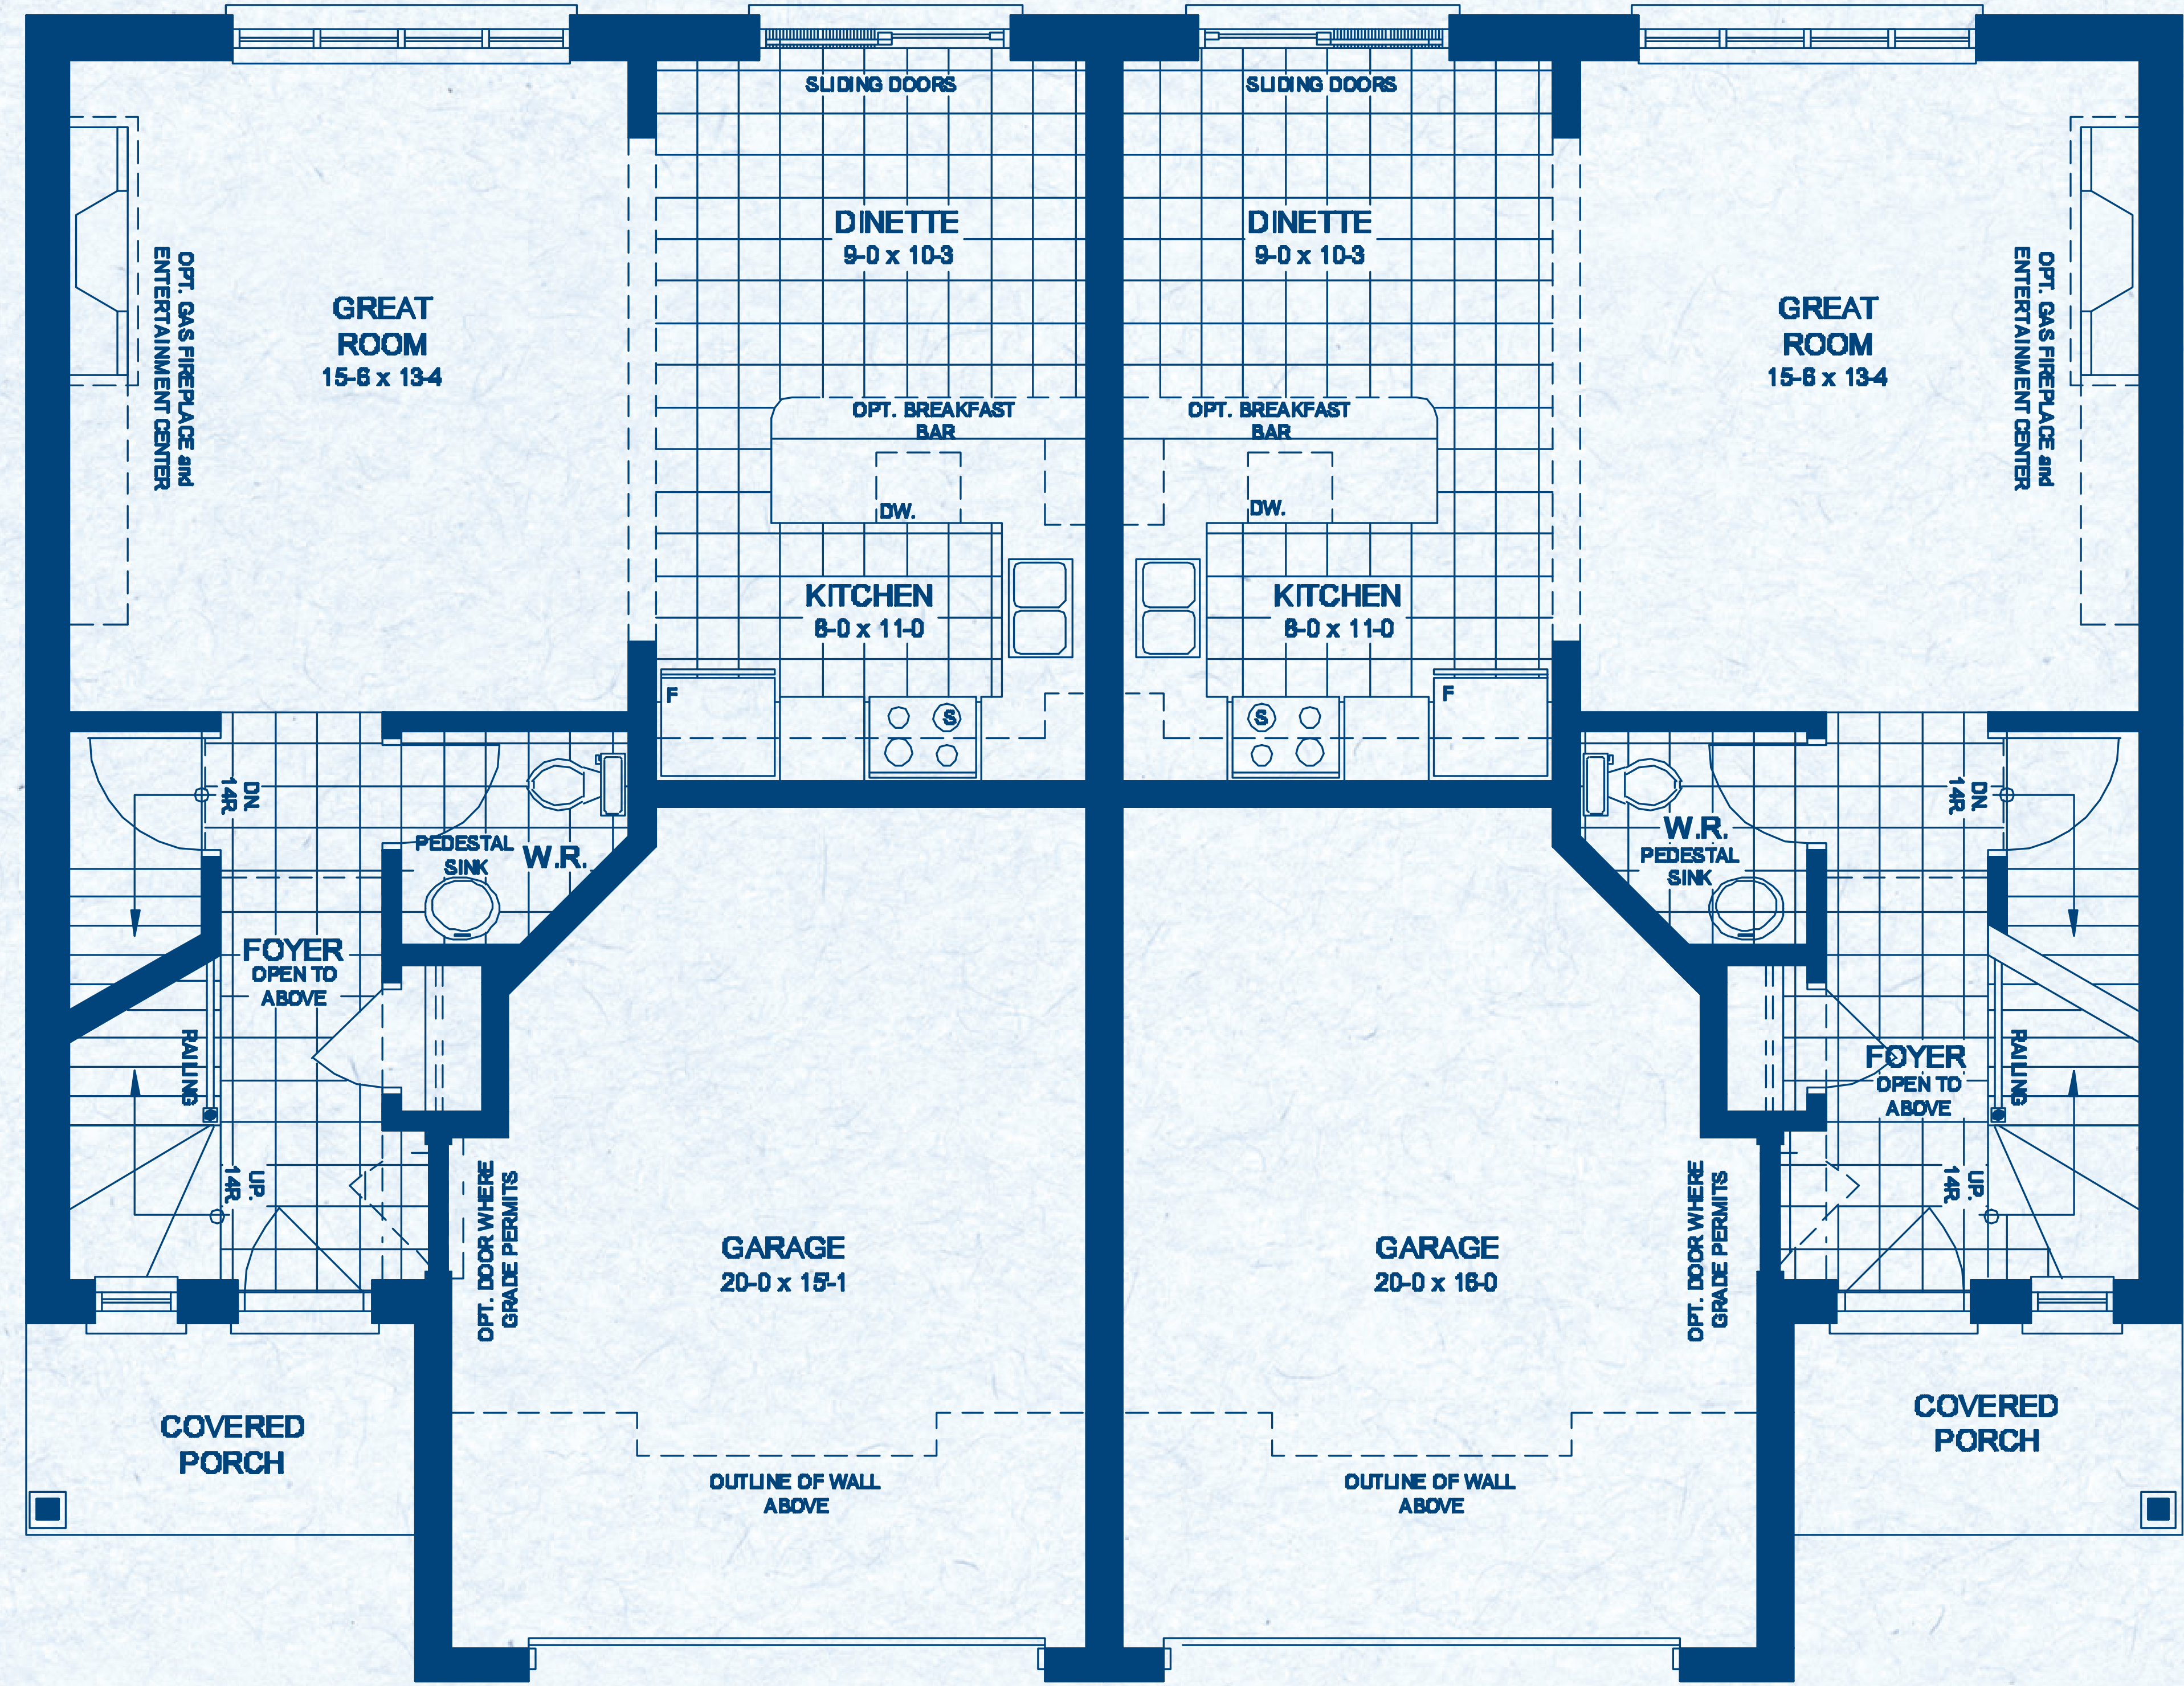 SLIDING DOORS
SLIDING DOORS
DINETTE
9-0 x 10-3
DINETTE
9-0 x 10-3
OPT. GAS FIREPLACE and
ENTERTAINMENT CENTER
GREAT
ROOM
15-6 x 13-4
GREAT
ROOM
15-6 x 13-4
OPT. GAS FIREPLACE and
ENTERTAINMENT CENTER
OPT. BREAKFAST
BAR
OPT. BREAKFAST
BAR
DW.
DW.
KITCHEN
8-0 x 11-0
KITCHEN
8-0 x 11-0
F
S
S
F
DN.
14R
PEDESTAL
SINK
W.R.
W.R.
PEDESTAL
SINK
DN.
14R
FOYER
OPEN TO
ABOVE
RAILING
FOYER
OPEN TO
ABOVE
RAILING
UP.
14R
OPT. DOOR WHERE
GRADE PERMITS
GARAGE
20-0 x 15-1
GARAGE
20-0 x 16-0
OPT. DOOR WHERE
GRADE PERMITS
UP.
14R
COVERED
PORCH
COVERED
PORCH
OUTLINE OF WALL
ABOVE
OUTLINE OF WALL
ABOVE